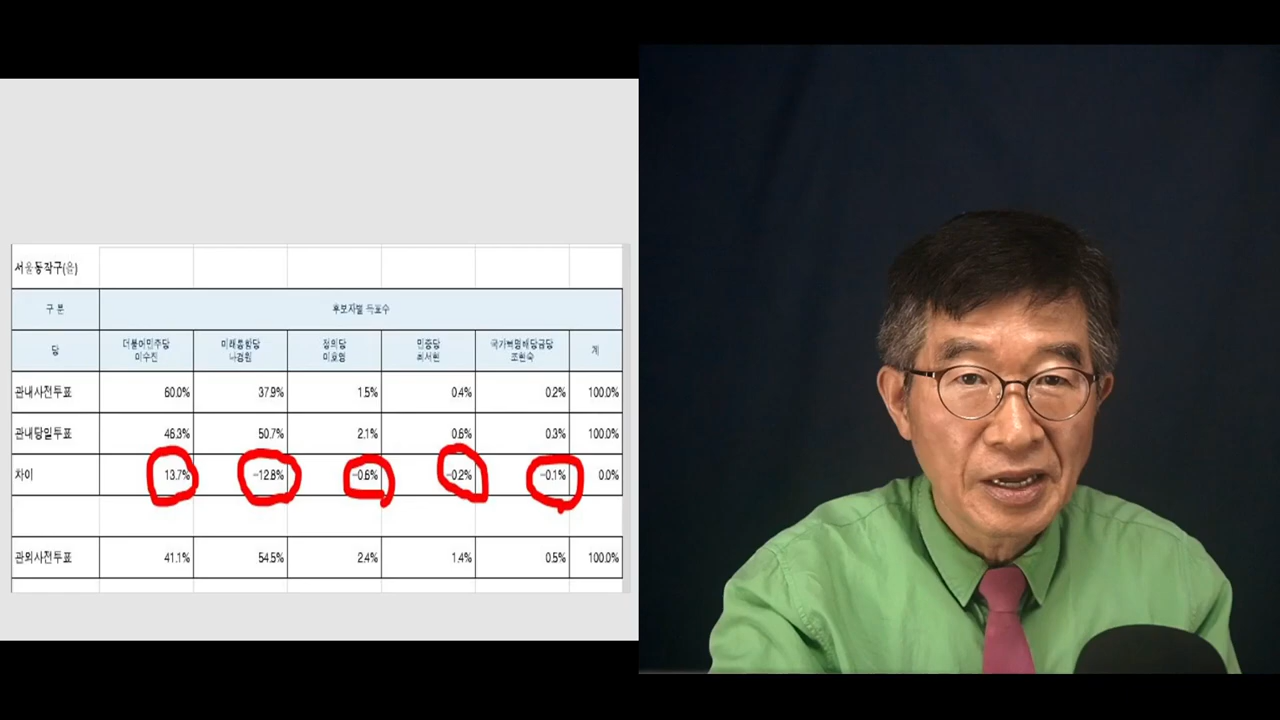 서울동작구(을)
구 분 후보자별 득표수
당 더불어민주당 미래통합당 정의당 민중당 국가혁명배당금당 계
이수진 나경원 이호영 최서현 조현숙
관내사전투표 60.0% 37.9% 1.5% 0.4% 0.2% 100.0%
관내당일투표 46.3% 50.7% 2.1% 0.6% 0.3% 100.0%
차이 13.7% -12.8% -0.6% -0.2% -0.1% 0.0%
관외사전투표 41.1% 54.5% 2.4% 1.4% 0.5% 100.0%